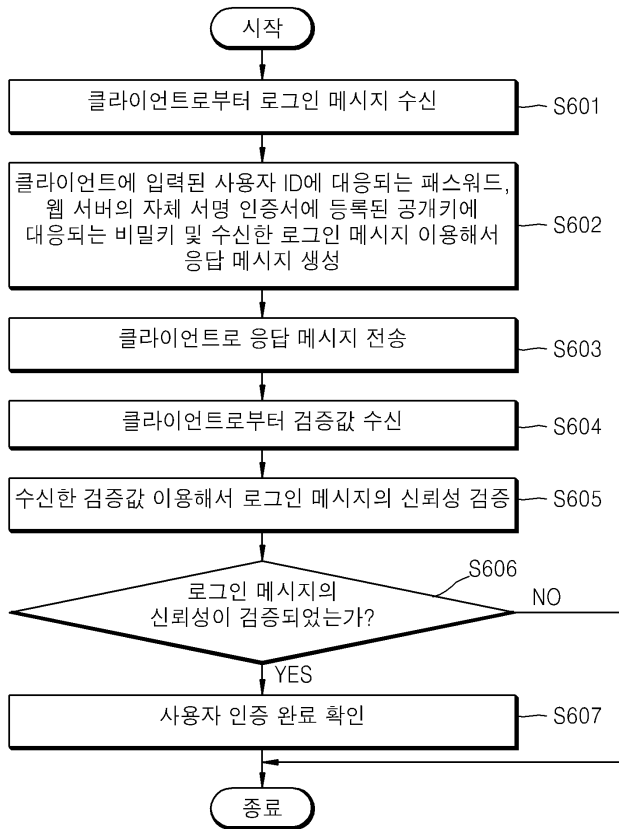 시작
클라이언트로부터 로그인 메시지 수신
S601
클라이언트에 입력된 사용자 ID에 대응되는 패스워드,
웹 서버의 자체 서명 인증서에 등록된 공개키에
대응되는 비밀키 및 수신한 로그인 메시지 이용해서
응답 메시지 생성
S602
클라이언트로 응답 메시지 전송
S603
클라이언트로부터 검증값 수신
S604
수신한 검증값 이용해서 로그인 메시지의 신뢰성 검증
S605
S606
로그인 메시지의
신뢰성이 검증되었는가?
NO
YES
사용자 인증 완료 확인
S607
종료